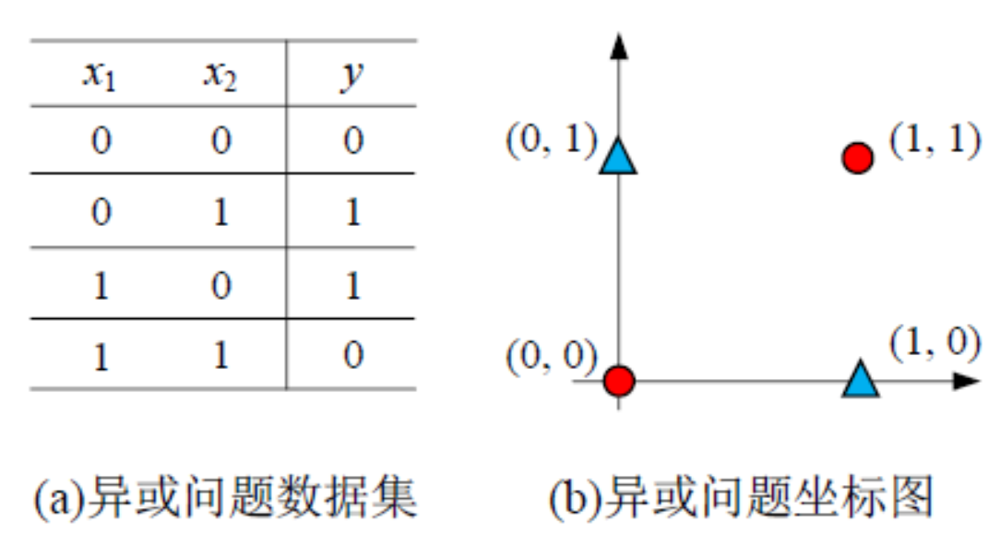 x₁ x₂ y
0 0 0
0 1 1
1 0 1
1 1 0
(a)异或问题数据集
(0, 1)
(1, 1)
(0, 0)
(1, 0)
(b)异或问题坐标图